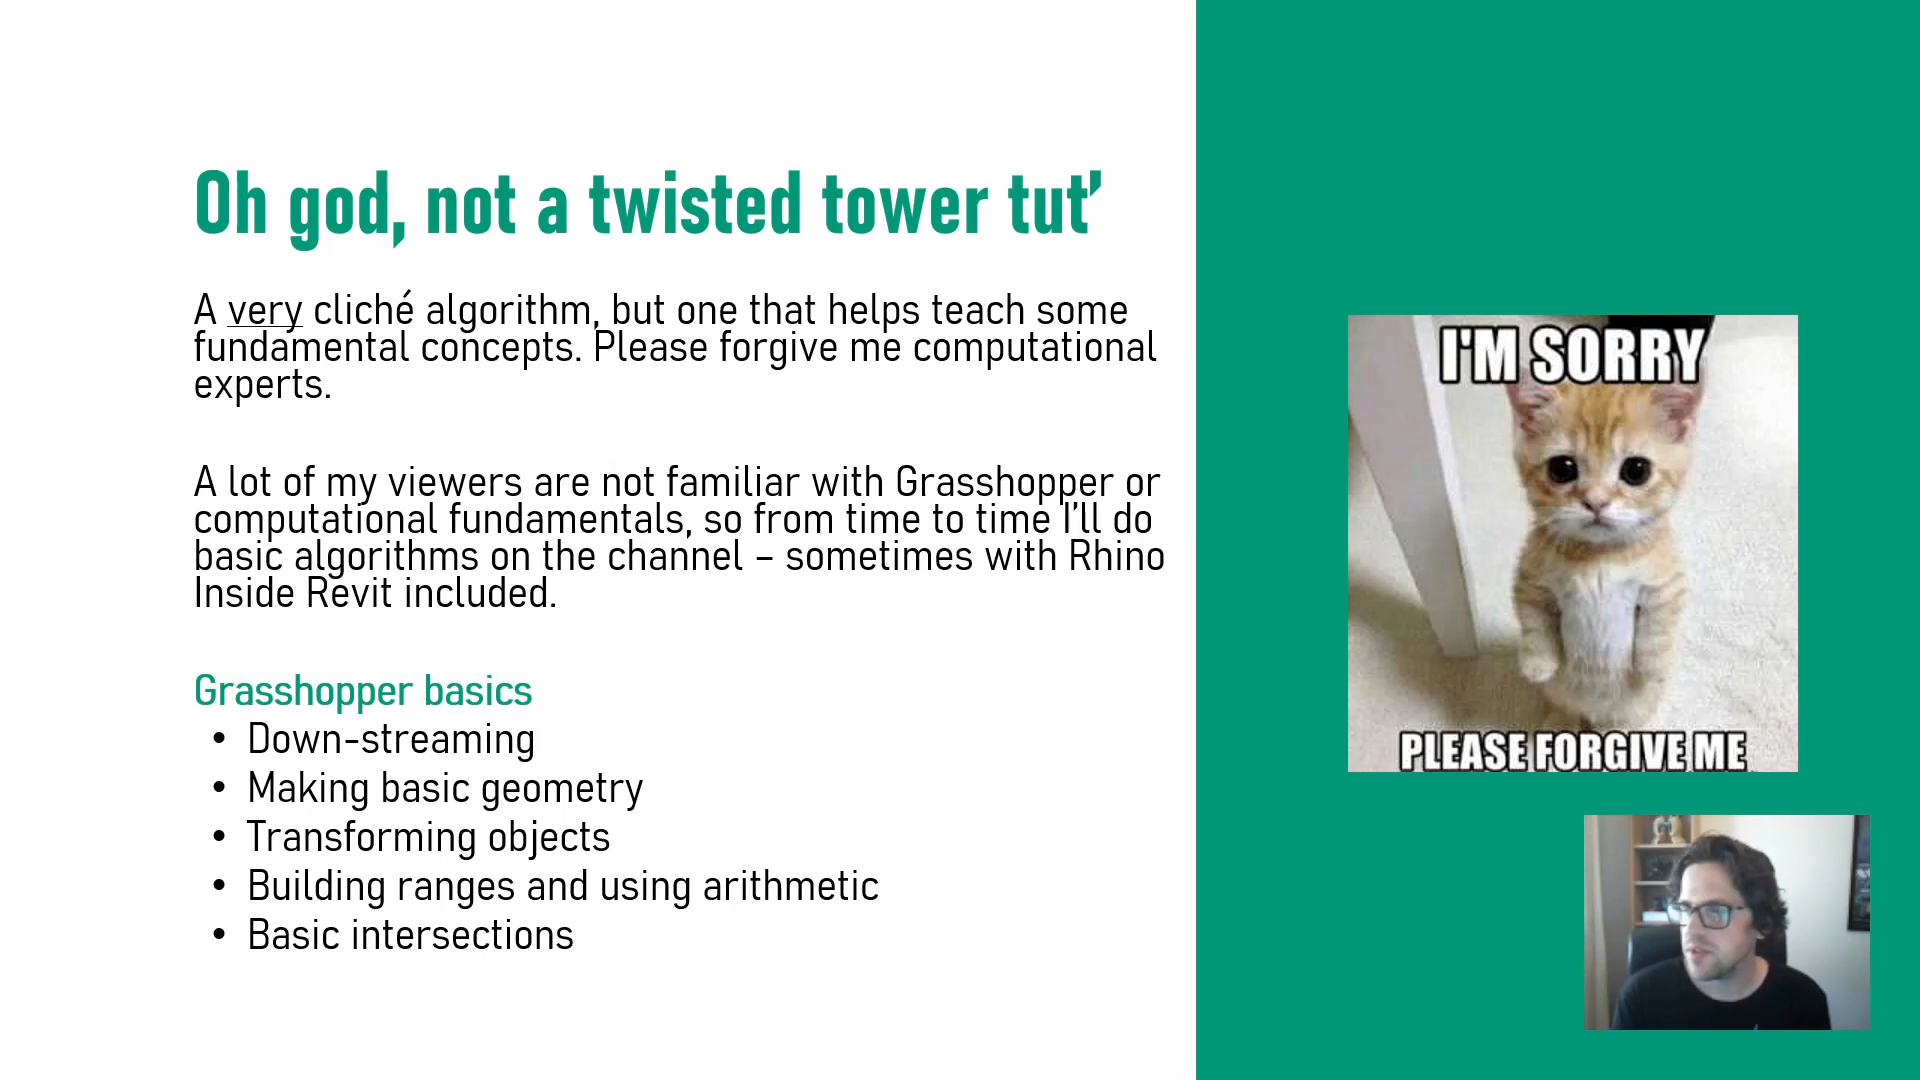 Oh god, not a twisted tower tut’
A very cliché algorithm, but one that helps teach some
fundamental concepts. Please forgive me computational
experts.
A lot of my viewers are not familiar with Grasshopper or
computational fundamentals, so from time to time I’ll do
basic algorithms on the channel – sometimes with Rhino
Inside Revit included.
Grasshopper basics
• Down-streaming
• Making basic geometry
• Transforming objects
• Building ranges and using arithmetic
• Basic intersections
I'M SORRY
PLEASE FORGIVE ME